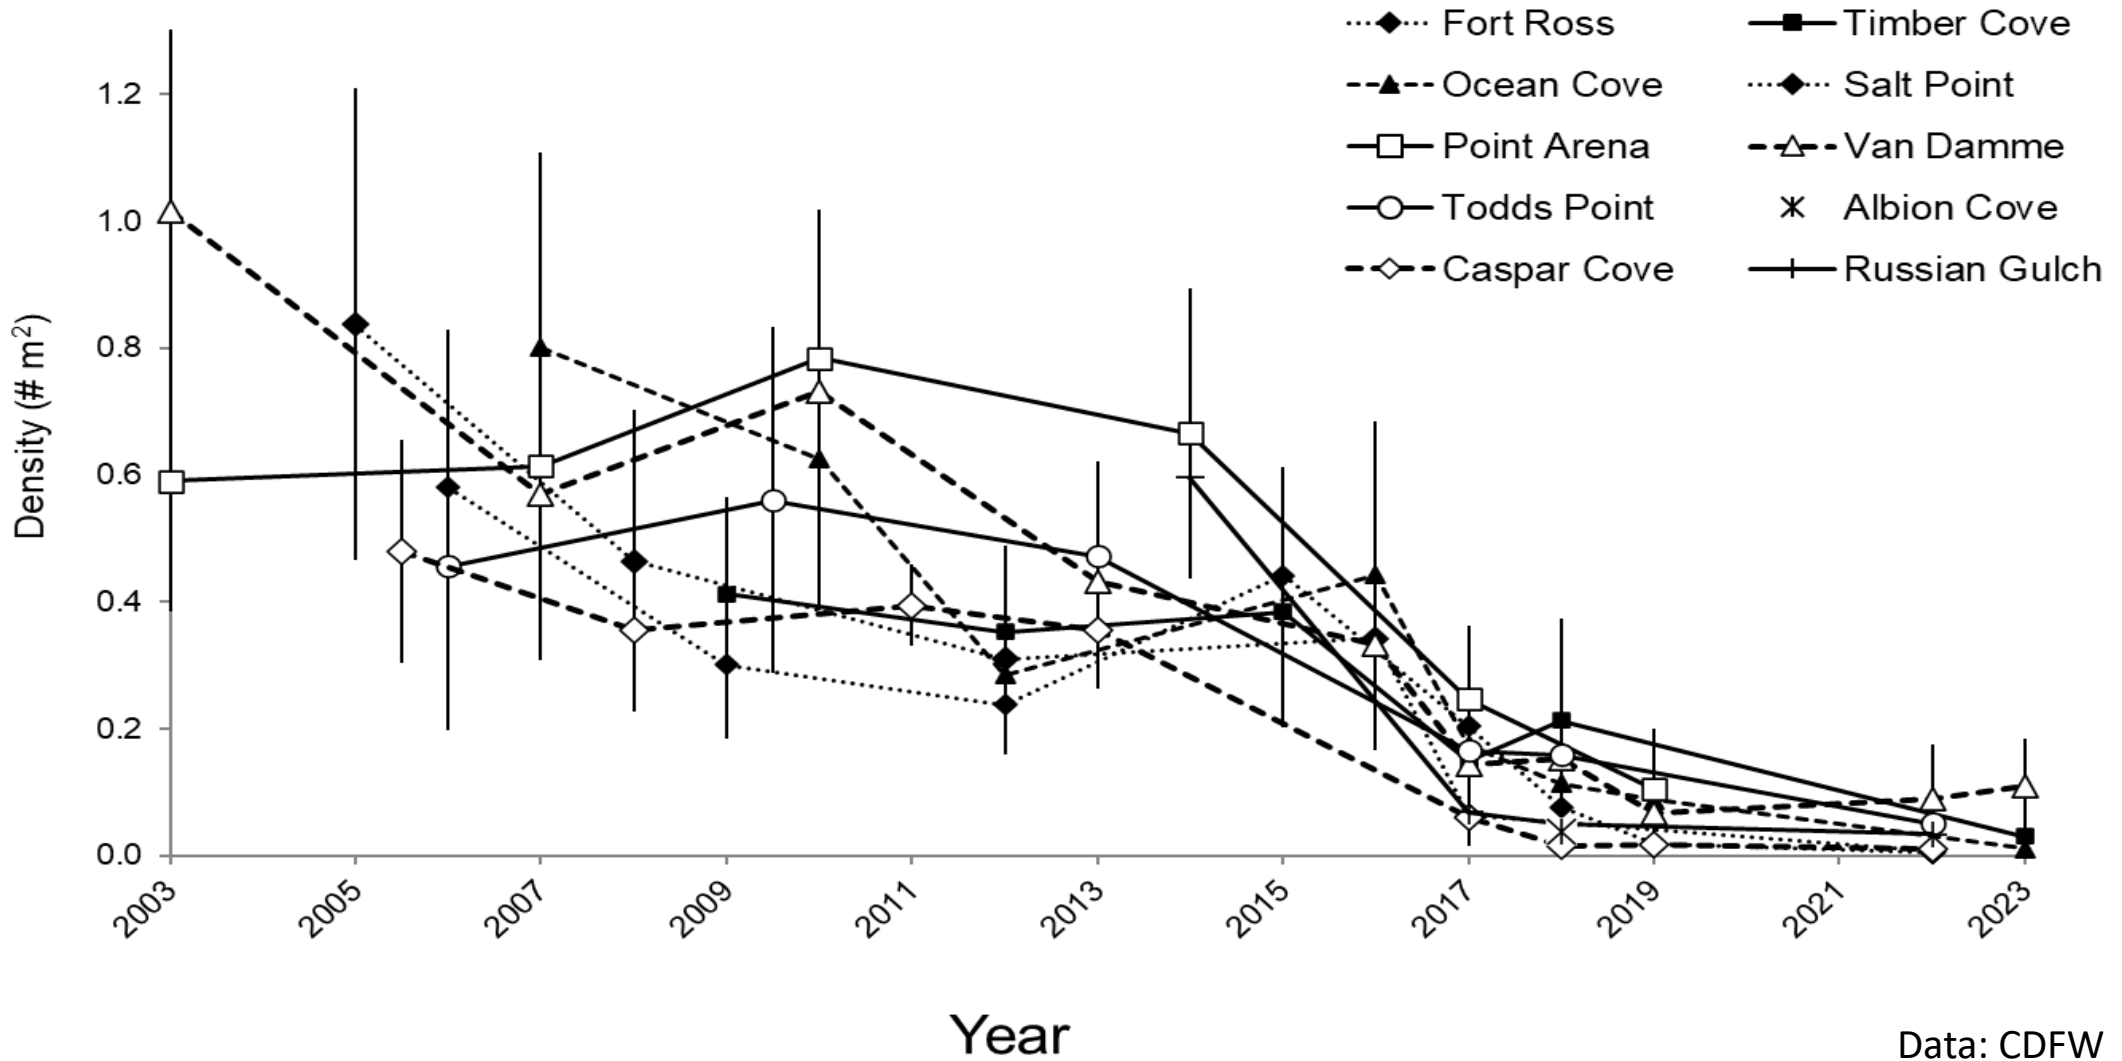 Fort Ross
Timber Cove
Ocean Cove
Salt Point
Point Arena
Van Damme
Todds Point
Albion Cove
Caspar Cove
Russian Gulch
Density (# m²)
1.2
1.0
0.8
0.6
0.4
0.2
0.0
2003
2005
2007
2009
2011
2013
2015
2017
2019
2021
2023
Year
Data: CDFW